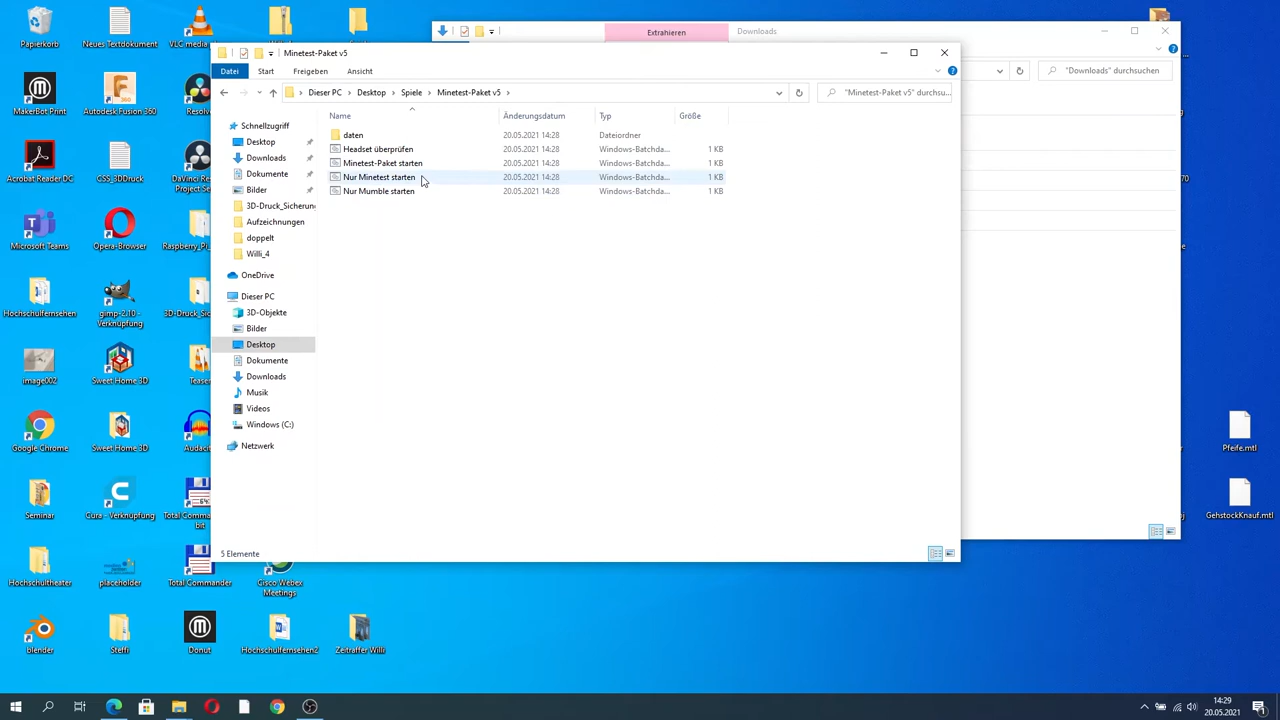 Papierkorb
Neues Textdokument
VLC media
Extrahieren
Downloads
Minetest-Paket v5
Datei
Start
Freigeben
Ansicht
Dieser PC > Desktop > Spiele > Minetest-Paket v5 >
"Minetest-Paket v5" durchsu...
"Downloads" durchsuchen
Name
Änderungsdatum
Typ
Größe
daten
20.05.2021 14:28
Dateiordner
Headset überprüfen
20.05.2021 14:28
Windows-Batchda...
1 KB
Minetest-Paket starten
20.05.2021 14:28
Windows-Batchda...
1 KB
Nur Minetest starten
20.05.2021 14:28
Windows-Batchda...
1 KB
Nur Mumble starten
20.05.2021 14:28
Windows-Batchda...
1 KB
Schnellzugriff
Desktop
Downloads
Dokumente
Bilder
3D-Druck_Sicherung
Aufzeichnungen
doppelt
Willi_4
OneDrive
Dieser PC
3D-Objekte
Bilder
Desktop
Dokumente
Downloads
Musik
Videos
Windows (C:)
Netzwerk
5 Elemente
MakerBot Print
Autodesk Fusion 360
Resolv
Acrobat Reader DC
CSS_3DDruck
DaVinci Re
Project Se
Microsoft Teams
Opera-Browser
Raspberry_Pi_
Hochschulfernsehen
gimp-2.10 -
Verknüpfung
3D-Druck_Sic
image002
Sweet Home 3D
Teaser
Google Chrome
Sweet Home 3D
Audacit
Pfeife.mtl
Seminar
Cura - Verknüpfung
Total Comman
bit
GehstockKnauf.mtl
Hochschultheater
placeholder
Total Commander
Cisco Webex
Meetings
blender
Steffi
Donut
Hochschulfernsehen2
Zeitraffer Willi
14:29
20.05.2021